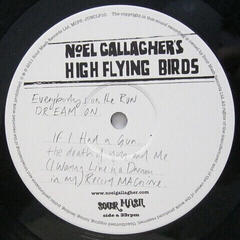 NOEL GALLAGHER'S
HIGH FLYING BIRDS
Everybody's on the Run
DREAM ON
If I Had a Gun
the death of you and Me
(I Wanna Live in a Dream
in my) Record MACHINE
www.noelgallagher.com
SOUR MASH
side a 33rpm